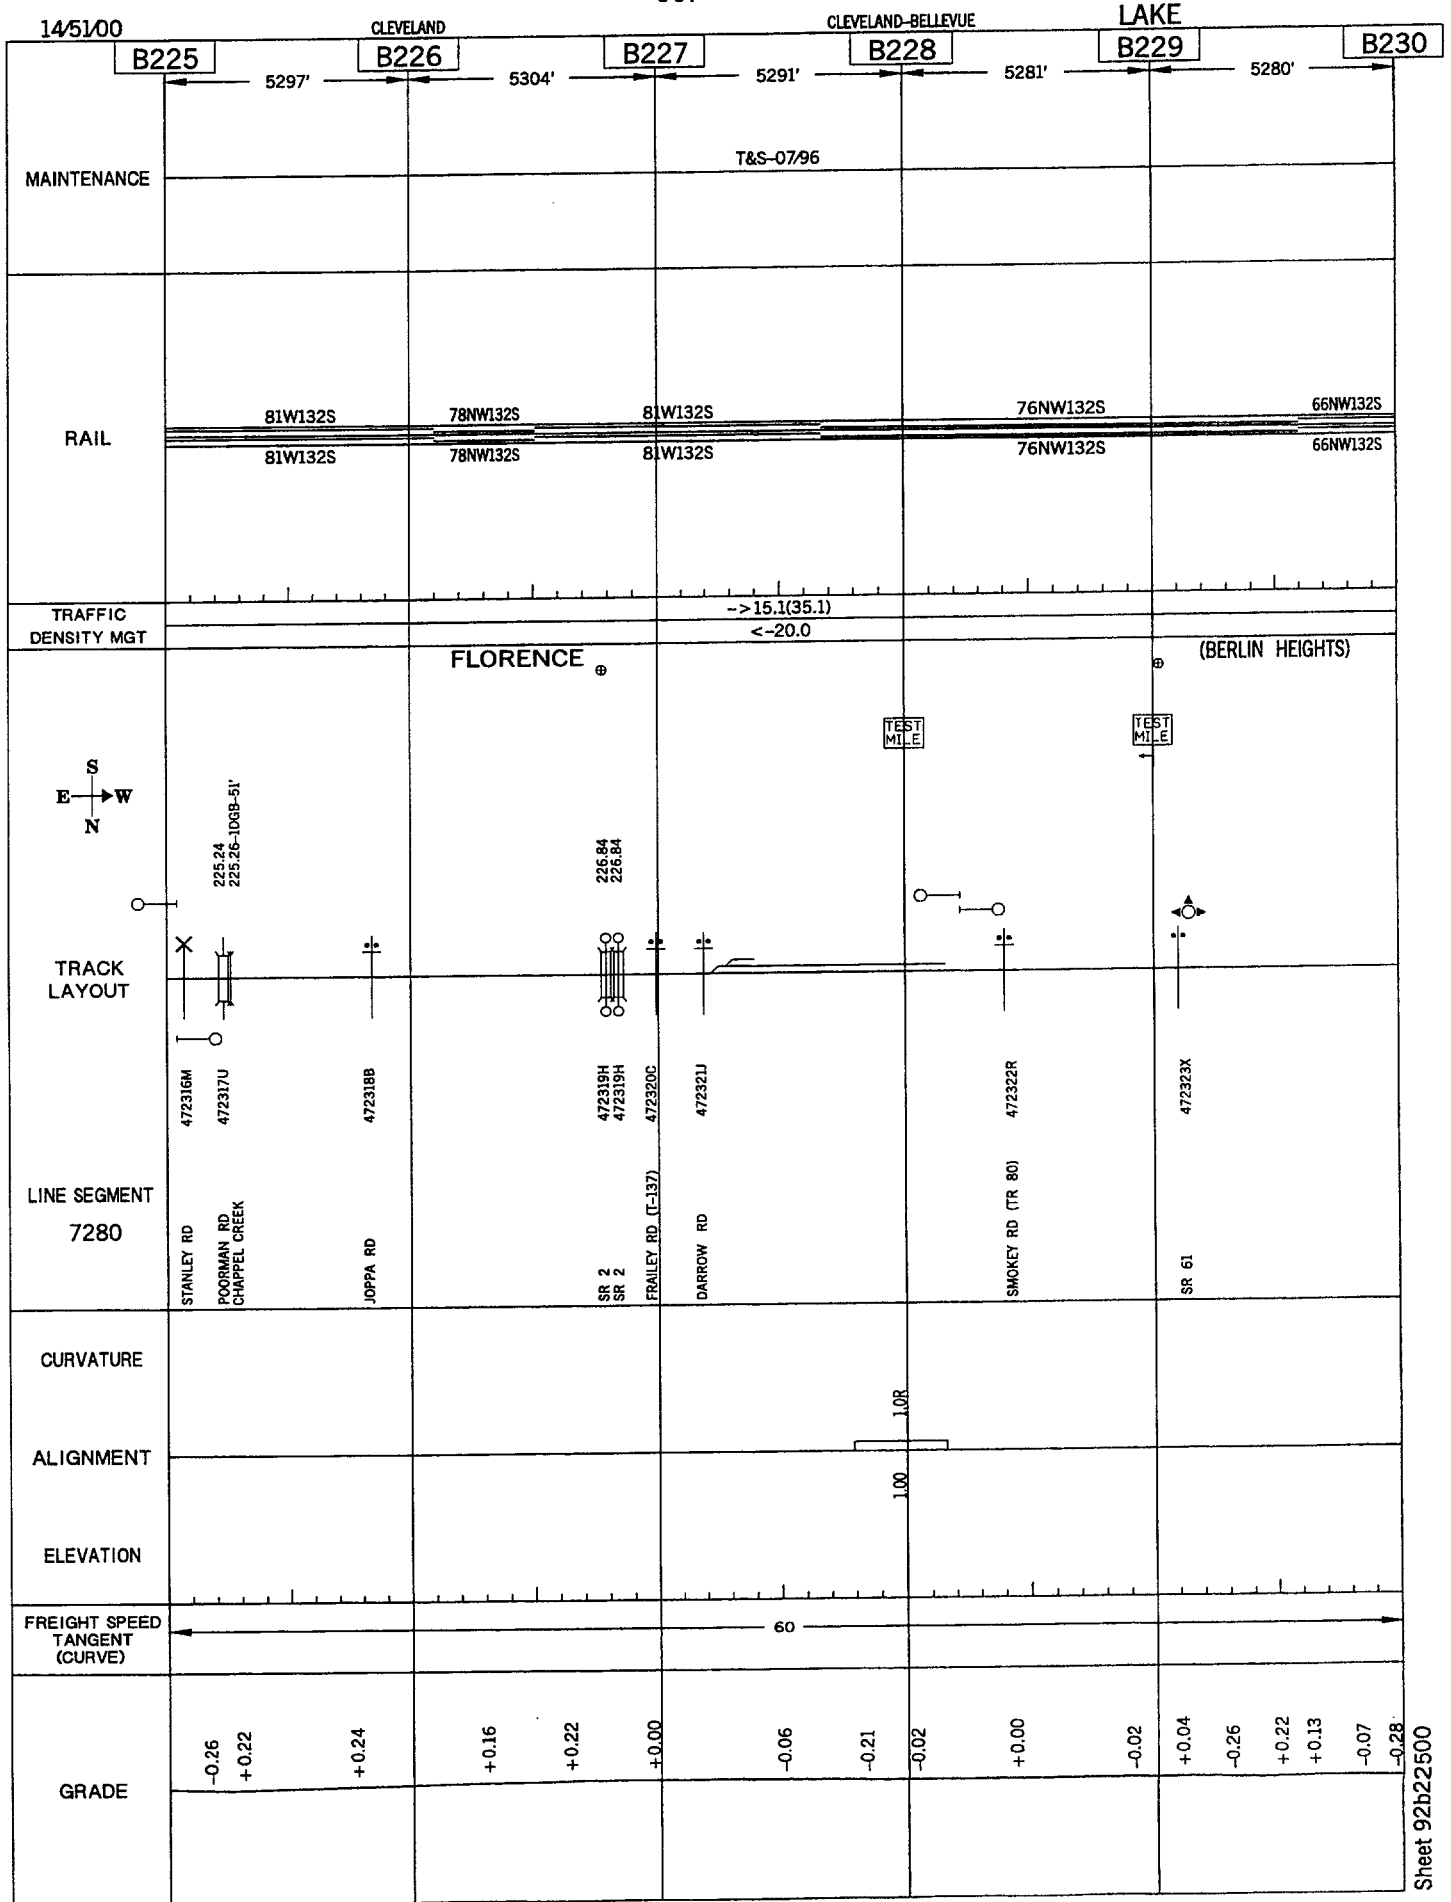 14/51/00
CLEVELAND
CLEVELAND-BELLEVUE
LAKE
B225
B226
B227
B228
B229
B230
5297'
5304'
5291'
5281'
5280'
MAINTENANCE
T&S-07/96
RAIL
81W132S
78NW132S
81W132S
76NW132S
66NW132S
81W132S
78NW132S
81W132S
76NW132S
66NW132S
TRAFFIC
DENSITY MGT
->15.1(35.1)
<-20.0
FLORENCE
(BERLIN HEIGHTS)
TEST
MILE
TEST
MILE
S
E W
N
225.24
225.26-1DGB-51'
226.84
226.84
TRACK
LAYOUT
472316M
472317U
472318B
472319H
472319H
472320C
472321J
472322R
472323X
LINE SEGMENT
7280
STANLEY RD
POORMAN RD
CHAPPEL CREEK
JOPPA RD
SR 2
SR 2
FRAILEY RD (T-137)
DARROW RD
SMOKEY RD (TR 80)
SR 61
CURVATURE
1.0R
ALIGNMENT
1.00
ELEVATION
FREIGHT SPEED
TANGENT
(CURVE)
60
GRADE
-0.26
+0.22
+0.24
+0.16
+0.22
+0.00
-0.06
-0.21
-0.02
+0.00
-0.02
+0.04
-0.26
+0.22
+0.13
-0.07
-0.28
Sheet 92b22500